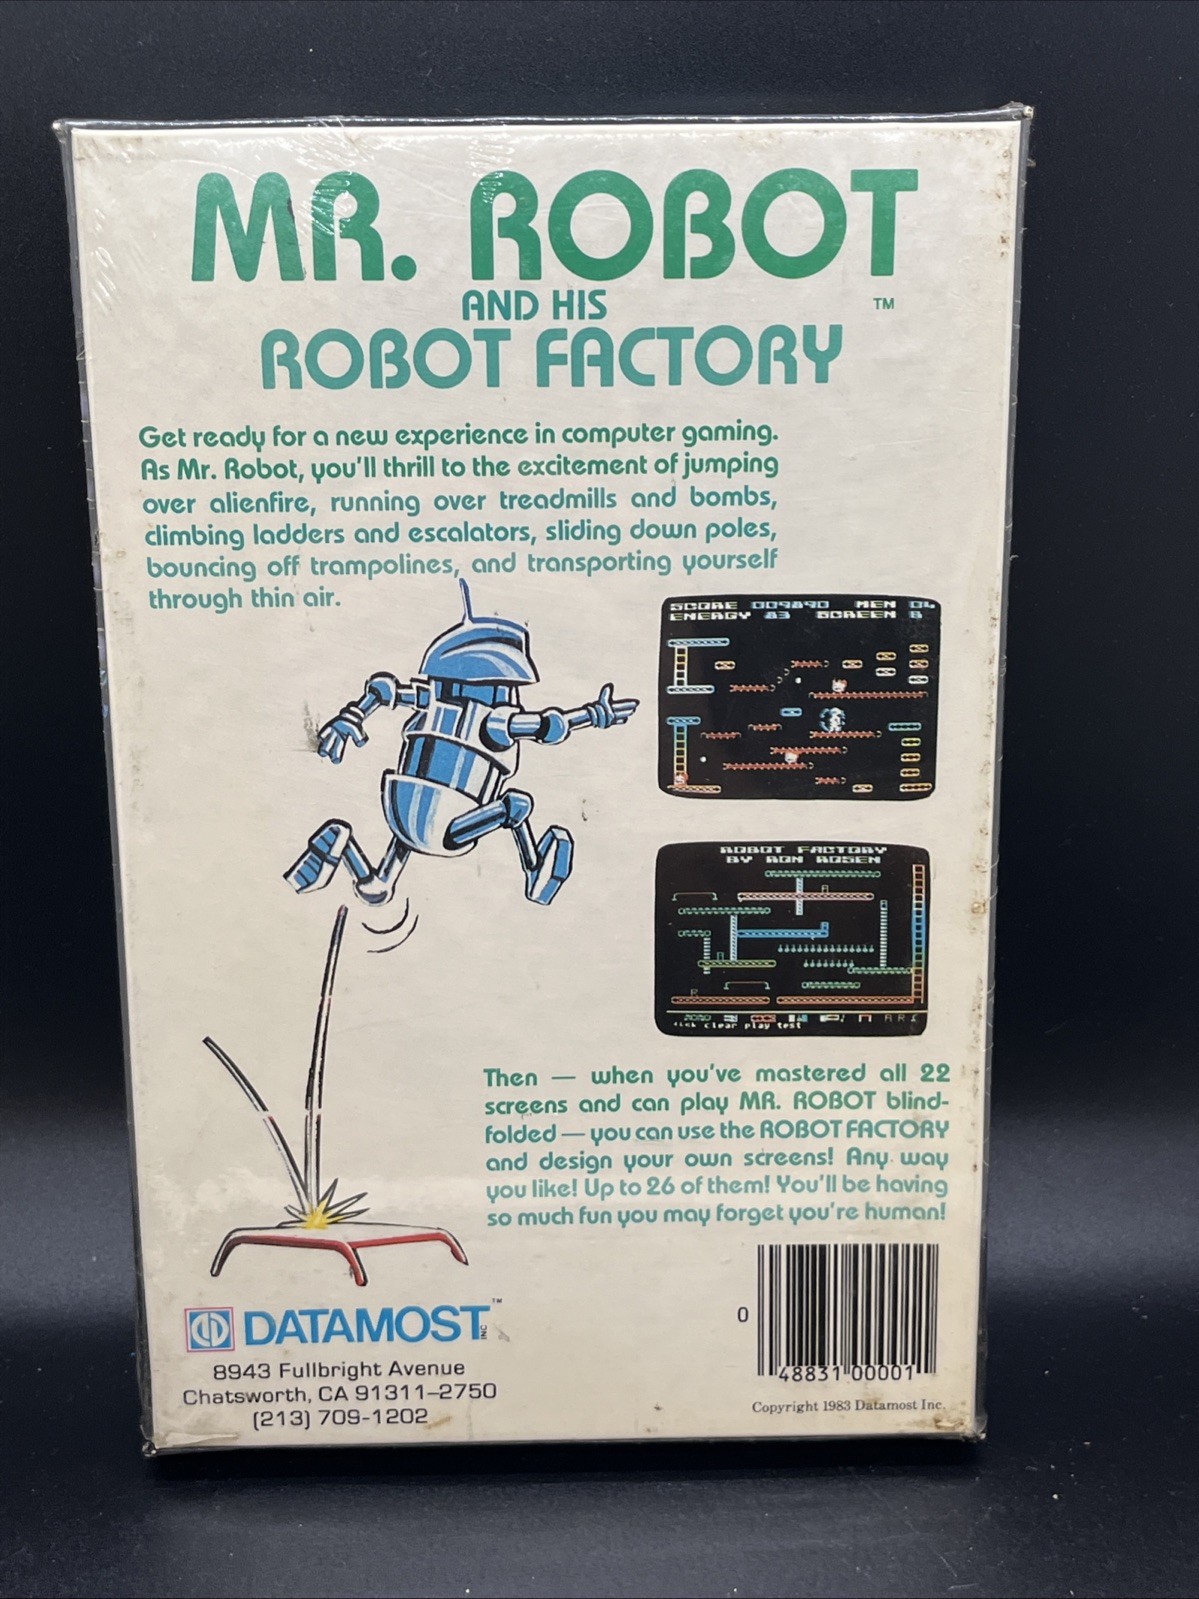 MR. ROBOT
AND HIS
TM
ROBOT FACTORY
Get ready for a new experience in computer gaming.
As Mr. Robot, you'll thrill to the excitement of jumping
over alienfire, running over treadmills and bombs,
climbing ladders and escalators, sliding down poles,
bouncing off trampolines, and transporting yourself
through thin air.
SCORE 009890 MEN 04
ENERGY 83 SCREEN 8
ROBOT FACTORY
BY RON ROSEN
R
clear play test
Then — when you've mastered all 22
screens and can play MR. ROBOT blind-
folded — you can use the ROBOT FACTORY
and design your own screens! Any way
you like! Up to 26 of them! You'll be having
so much fun you may forget you're human!
DATAMOST INC TM
8943 Fullbright Avenue
Chatsworth, CA 91311-2750
(213) 709-1202
0 48831 00001
Copyright 1983 Datamost Inc.